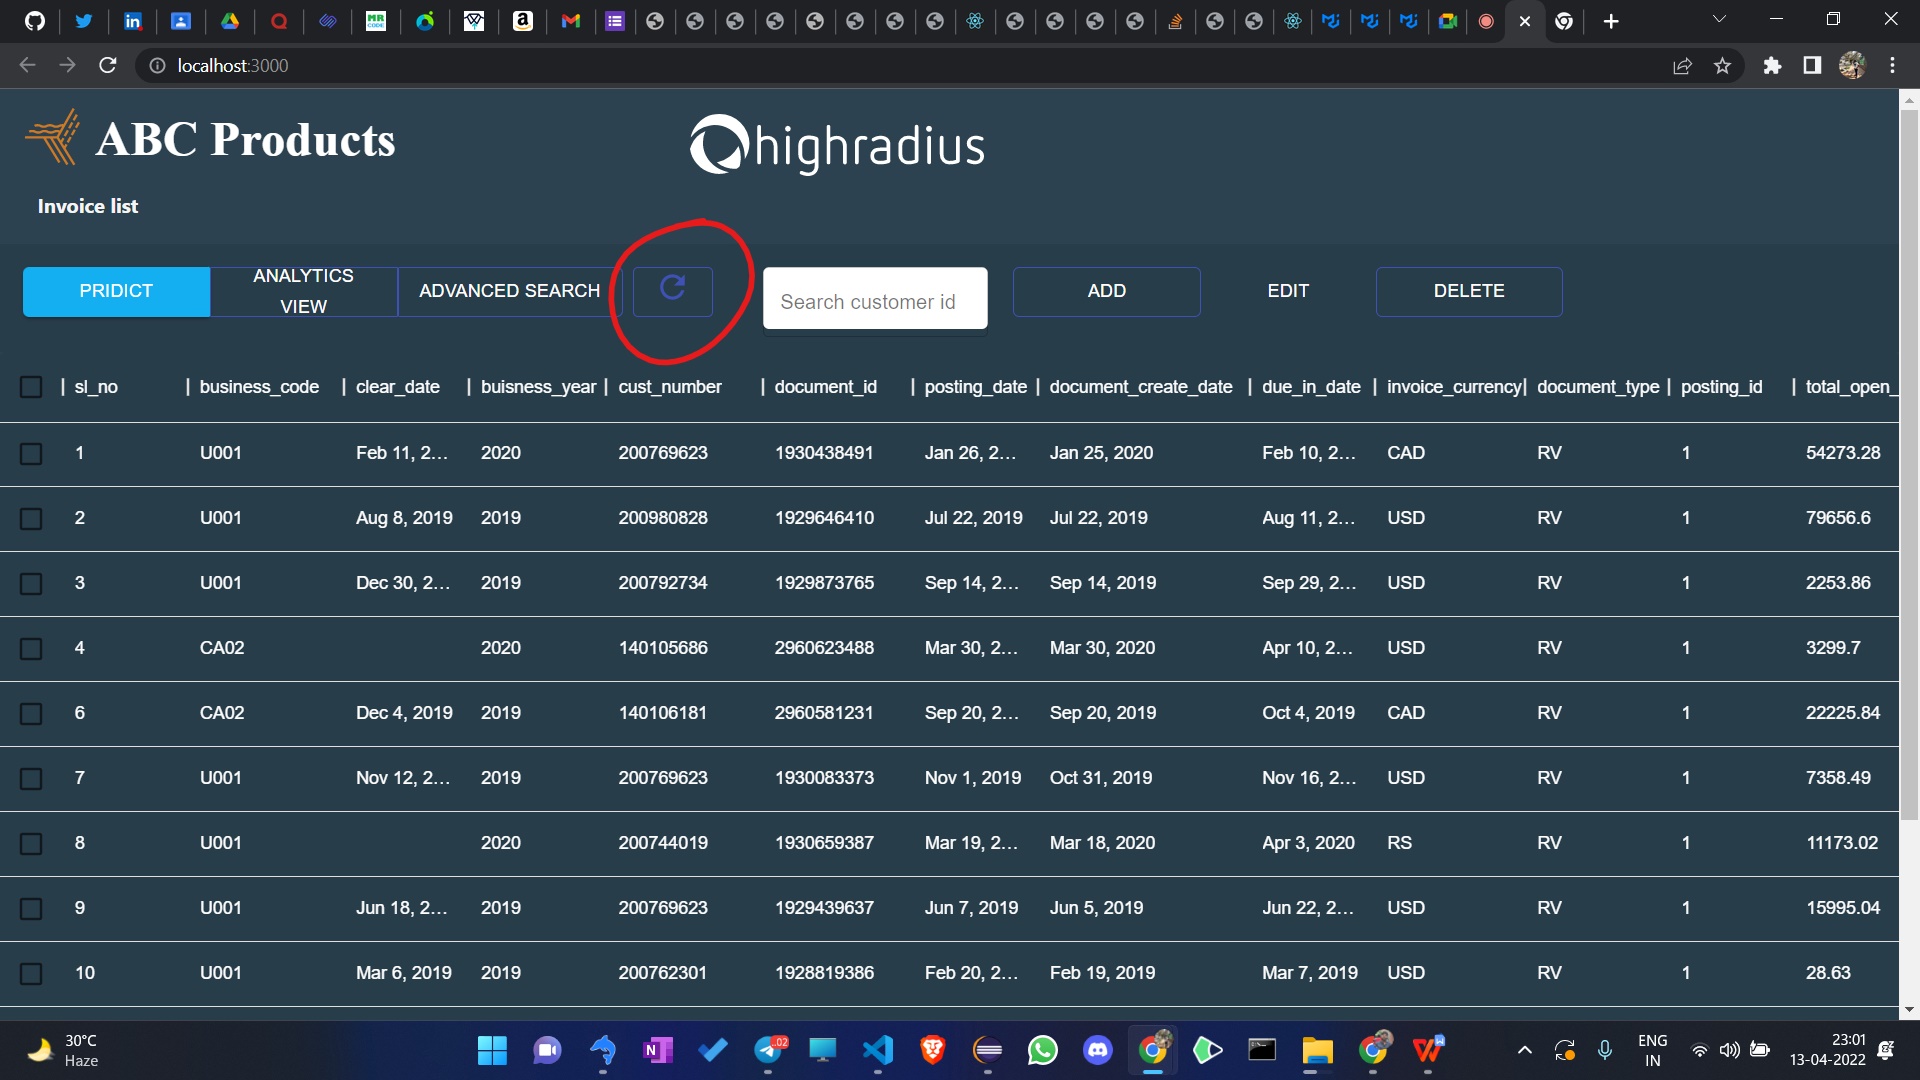 localhost:3000
ABC Products
highradius
Invoice list
PRIDICT
ANALYTICS VIEW
ADVANCED SEARCH
Search customer id
ADD
EDIT
DELETE
sl_no business_code clear_date buisness_year cust_number document_id posting_date document_create_date due_in_date invoice_currency document_type posting_id total_open_
1 U001 Feb 11, 2... 2020 200769623 1930438491 Jan 26, 2... Jan 25, 2020 Feb 10, 2... CAD RV 1 54273.28
2 U001 Aug 8, 2019 2019 200980828 1929646410 Jul 22, 2019 Jul 22, 2019 Aug 11, 2... USD RV 1 79656.6
3 U001 Dec 30, 2... 2019 200792734 1929873765 Sep 14, 2... Sep 14, 2019 Sep 29, 2... USD RV 1 2253.86
4 CA02 2020 140105686 2960623488 Mar 30, 2... Mar 30, 2020 Apr 10, 2... USD RV 1 3299.7
6 CA02 Dec 4, 2019 2019 140106181 2960581231 Sep 20, 2... Sep 20, 2019 Oct 4, 2019 CAD RV 1 22225.84
7 U001 Nov 12, 2... 2019 200769623 1930083373 Nov 1, 2019 Oct 31, 2019 Nov 16, 2... USD RV 1 7358.49
8 U001 2020 200744019 1930659387 Mar 19, 2... Mar 18, 2020 Apr 3, 2020 RS RV 1 11173.02
9 U001 Jun 18, 2... 2019 200769623 1929439637 Jun 7, 2019 Jun 5, 2019 Jun 22, 2... USD RV 1 15995.04
10 U001 Mar 6, 2019 2019 200762301 1928819386 Feb 20, 2... Feb 19, 2019 Mar 7, 2019 USD RV 1 28.63
30°C
Haze
ENG
IN
23:01
13-04-2022